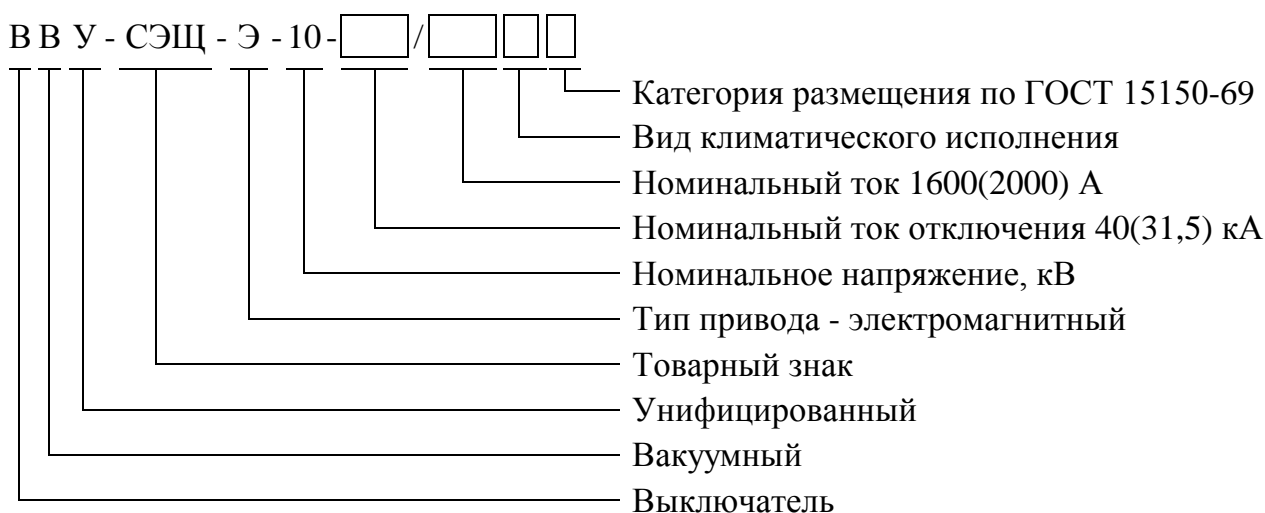 В В У - СЭЩ - Э - 10 - /
Категория размещения по ГОСТ 15150-69
Вид климатического исполнения
Номинальный ток 1600(2000) А
Номинальный ток отключения 40(31,5) кА
Номинальное напряжение, кВ
Тип привода - электромагнитный
Товарный знак
Унифицированный
Вакуумный
Выключатель